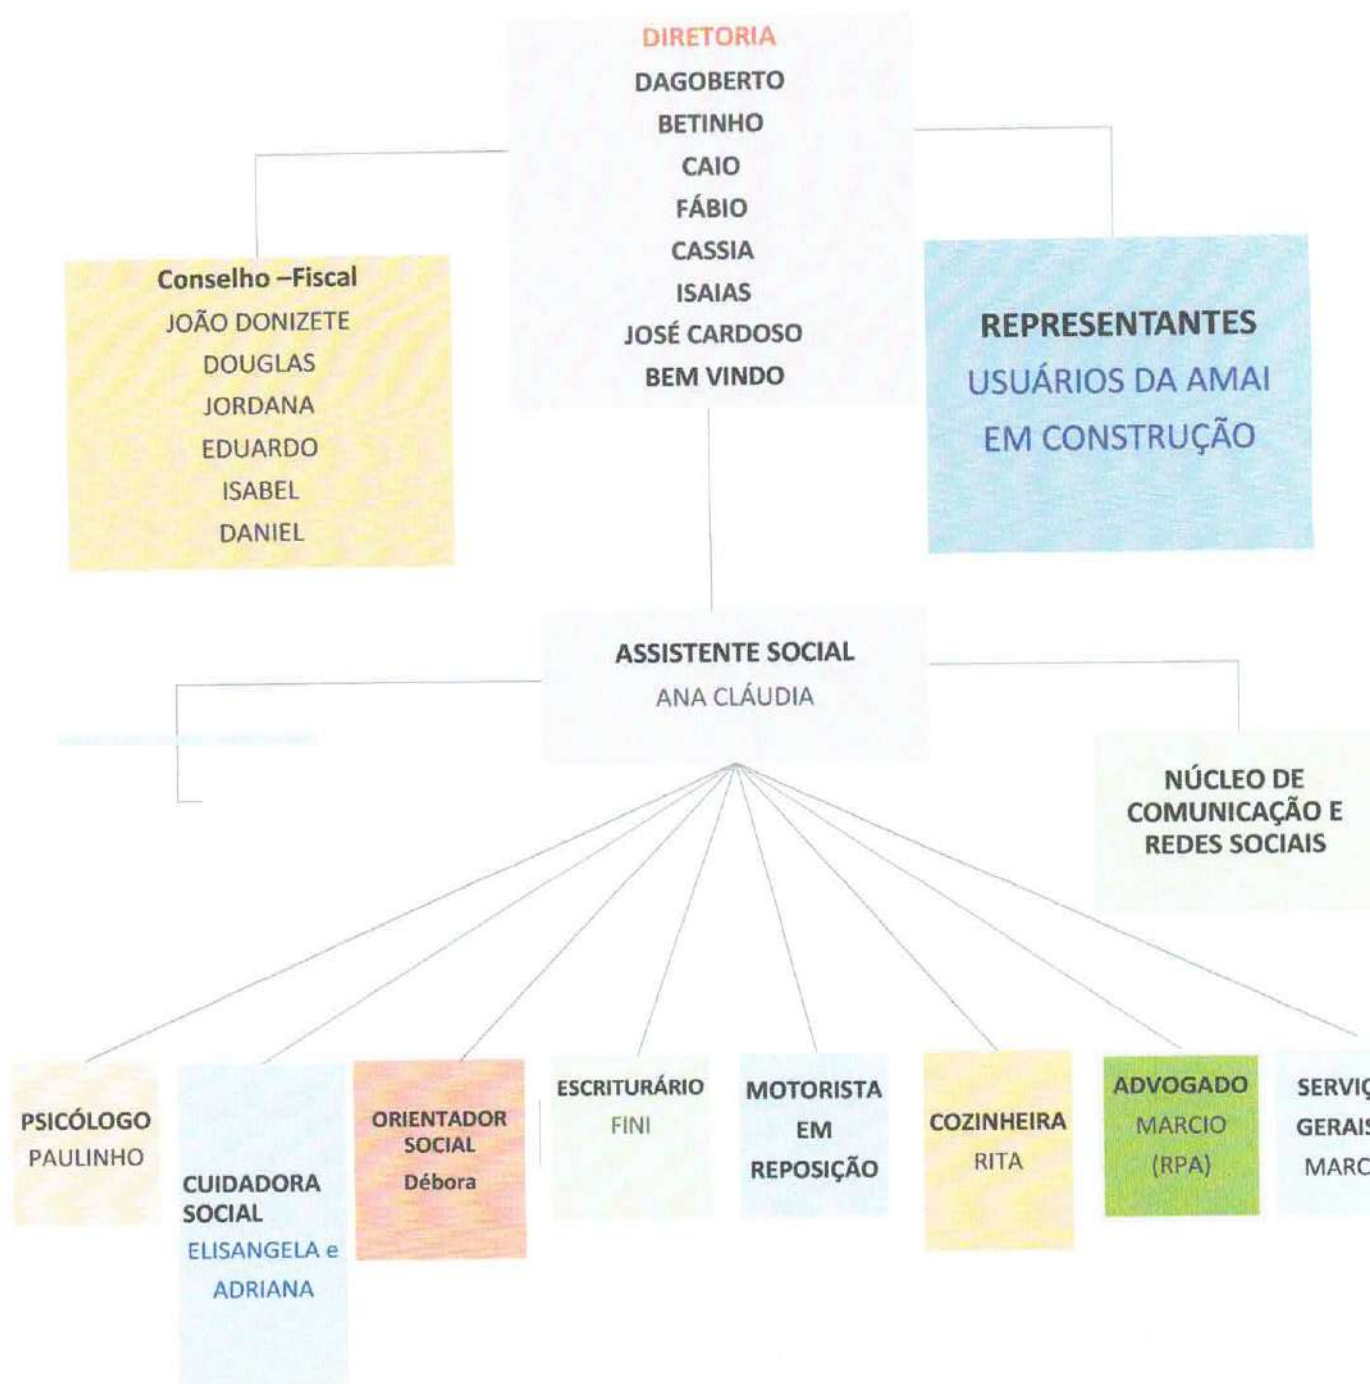 DIRETORIA
DAGOBERTO
BETINHO
CAIO
FÁBIO
CASSIA
ISAIAS
JOSÉ CARDOSO
BEM VINDO
Conselho –Fiscal
JOÃO DONIZETE
DOUGLAS
JORDANA
EDUARDO
ISABEL
DANIEL
REPRESENTANTES
USUÁRIOS DA AMAI
EM CONSTRUÇÃO
ASSISTENTE SOCIAL
ANA CLÁUDIA
NÚCLEO DE
COMUNICAÇÃO E
REDES SOCIAIS
PSICÓLOGO
PAULINHO
CUIDADORA
SOCIAL
ELISANGELA e
ADRIANA
ORIENTADOR
SOCIAL
Débora
ESCRITURÁRIO
FINI
MOTORISTA
EM
REPOSIÇÃO
COZINHEIRA
RITA
ADVOGADO
MARCIO
(RPA)
GERAIS